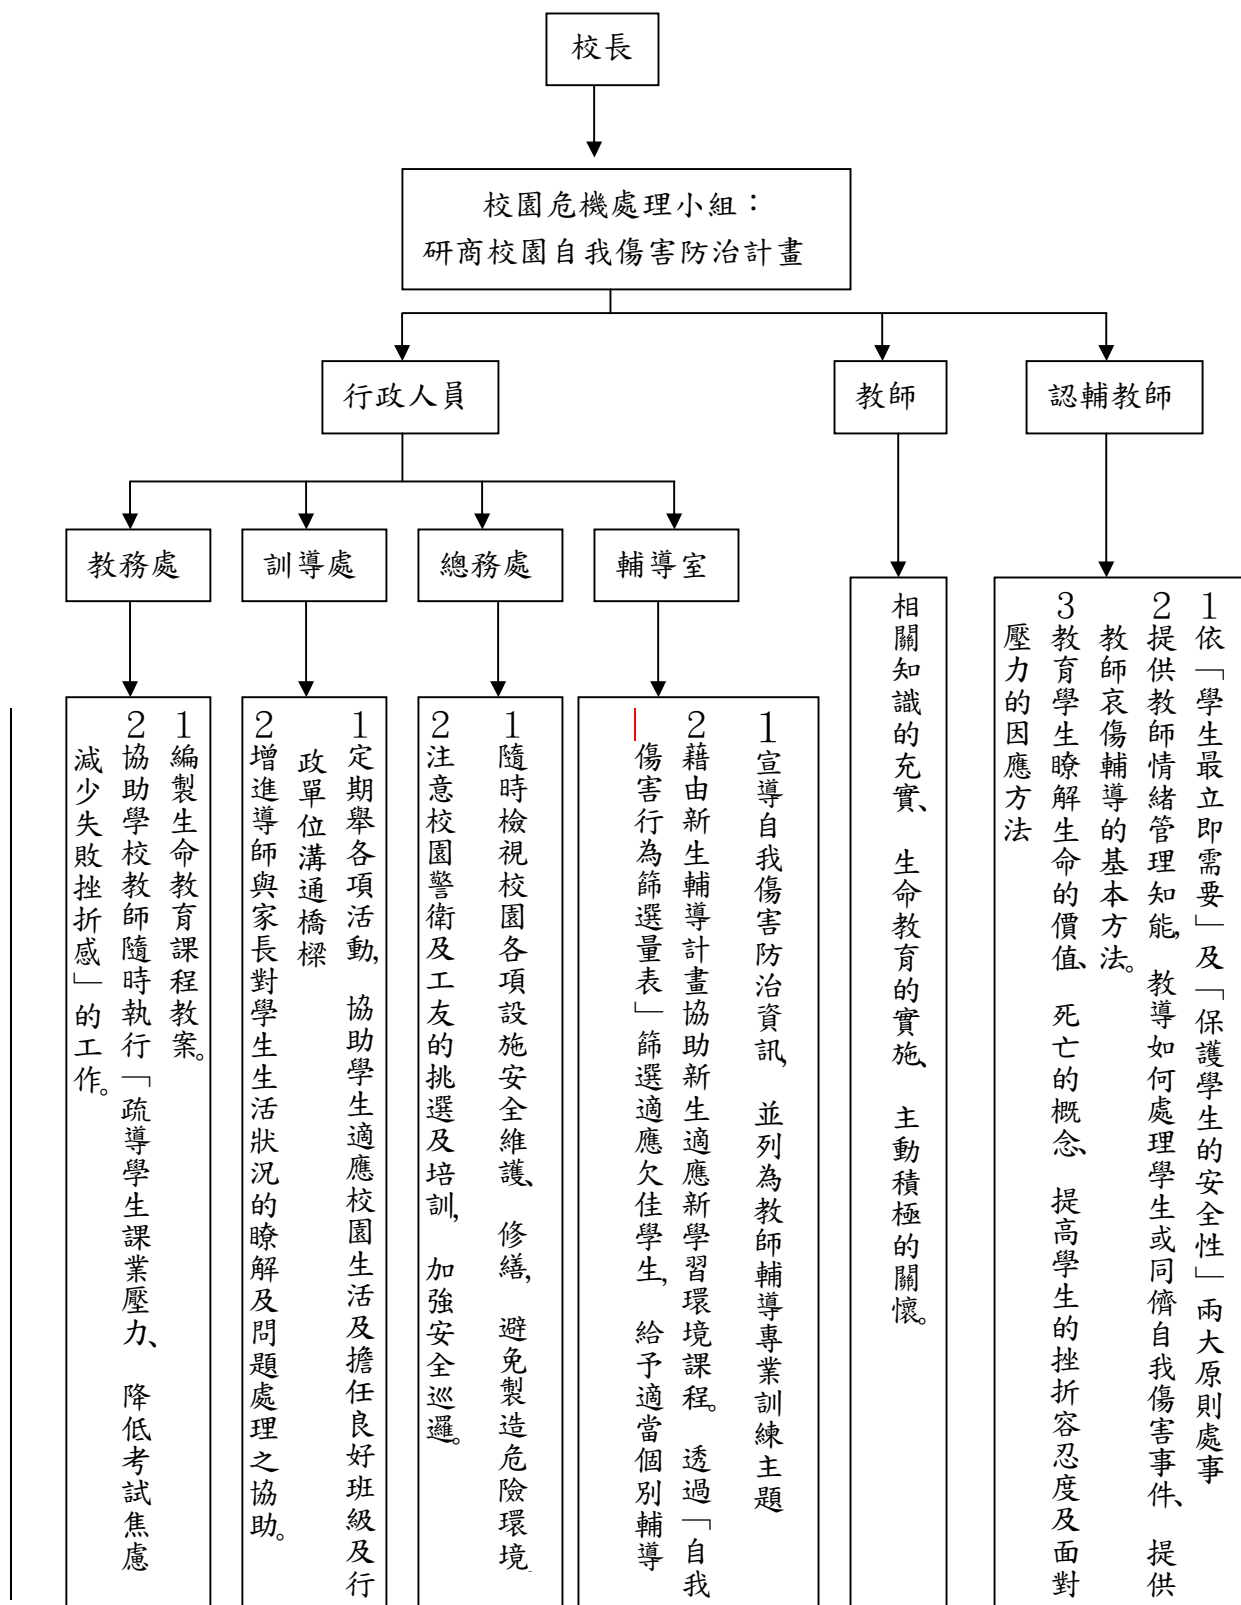 校長
校園危機處理小組：
研商校園自我傷害防治計畫
行政人員
教師
認輔教師
教務處
訓導處
總務處
輔導室
1依「學生最立即需要」及「保護學生的安全性」兩大原則處事
2提供教師情緒管理知能，教導如何處理學生或同儕自我傷害事件、提供
教師哀傷輔導的基本方法。
3教育學生瞭解生命的價值、死亡的概念、提高學生的挫折容忍度及面對
壓力的因應方法
相關知識的充實、生命教育的實施、主動積極的關懷。
1宣導自我傷害防治資訊，並列為教師輔導專業訓練主題
2藉由新生輔導計畫協助新生適應新學習環境課程。透過「自我
傷害行為篩選量表」篩選適應欠佳學生，給予適當個別輔導
1隨時檢視校園各項設施安全維護、修繕，避免製造危險環境
2注意校園警衛及工友的挑選及培訓，加強安全巡邏。
1定期舉各項活動，協助學生適應校園生活及擔任良好班級及行
政單位溝通橋樑
2增進導師與家長對學生生活狀況的瞭解及問題處理之協助。
1編製生命教育課程教案。
2協助學校教師隨時執行「疏導學生課業壓力、降低考試焦慮
減少失敗挫折感」的工作。